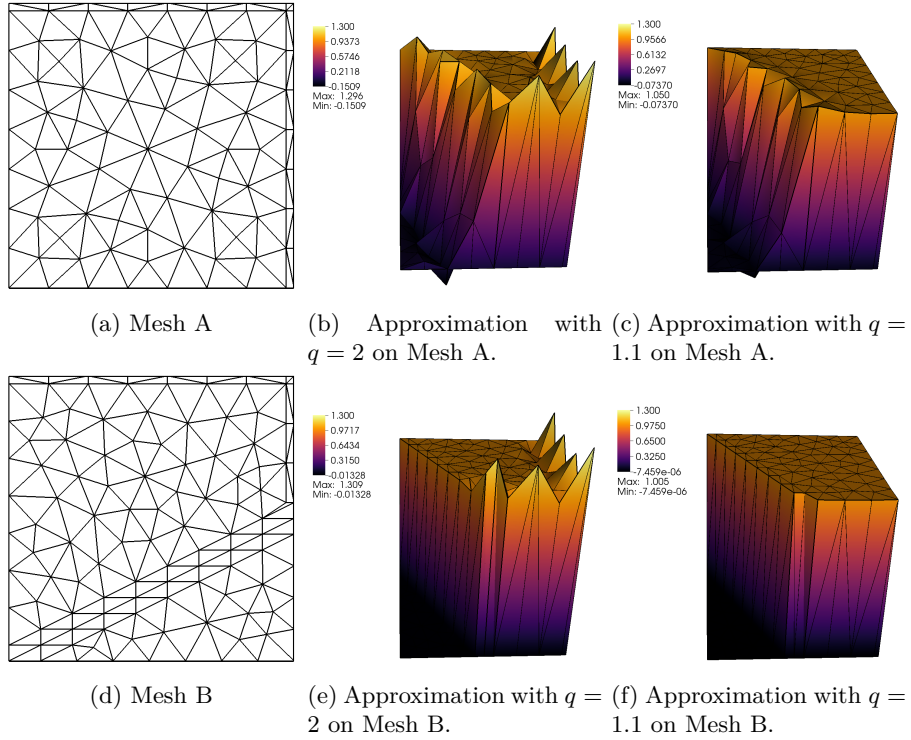 1.300
0.9373
0.5746
0.2118
-0.1509
Max: 1.296
Min: -0.1509
1.300
0.9566
0.6132
0.2697
-0.07370
Max: 1.050
Min: -0.07370
(a) Mesh A
(b) Approximation with
q = 2 on Mesh A.
(c) Approximation with q =
1.1 on Mesh A.
1.300
0.9717
0.6434
0.3150
-0.01328
Max: 1.309
Min: -0.01328
1.300
0.9750
0.6500
0.3250
-7.459e-06
Max: 1.005
Min: -7.459e-06
(d) Mesh B
(e) Approximation with q =
2 on Mesh B.
(f) Approximation with q =
1.1 on Mesh B.